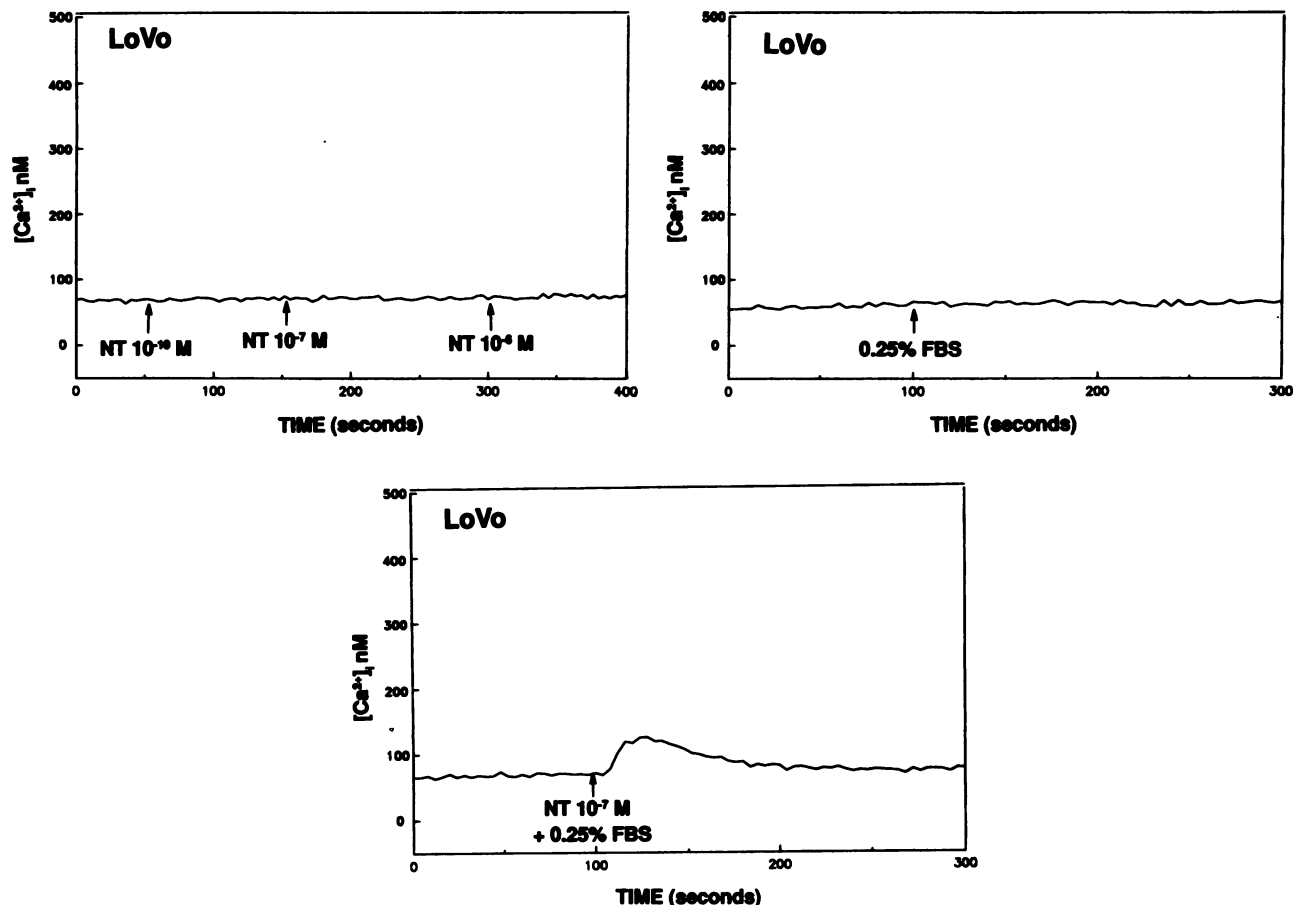 LoVo
500
400
300
200
100
0
[Ca²⁺]ᵢ nM
NT 10⁻¹⁰ M
NT 10⁻⁷ M
NT 10⁻⁶ M
0
100
200
300
400
TIME (seconds)
LoVo
500
400
300
200
100
0
[Ca²⁺]ᵢ nM
0.25% FBS
0
100
200
300
TIME (seconds)
LoVo
500
400
300
200
100
0
[Ca²⁺]ᵢ nM
NT 10⁻⁷ M
+ 0.25% FBS
0
100
200
300
TIME (seconds)